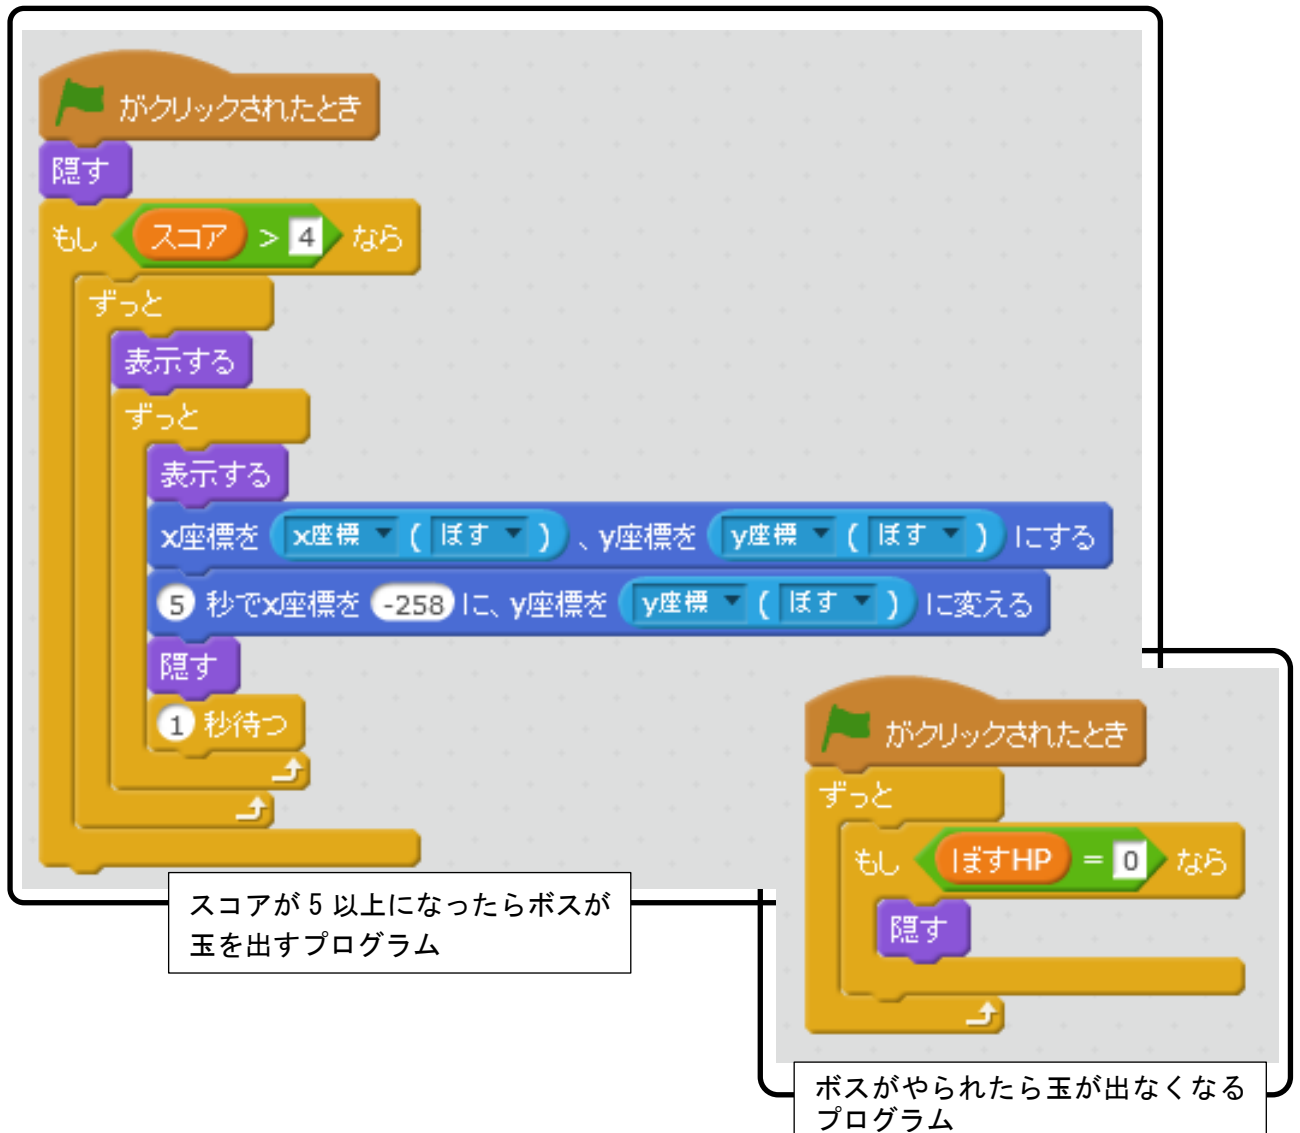 がクリックされたとき
隠す
もし スコア > 4 なら
ずっと
表示する
ずっと
表示する
x座標を x座標 ( ぼす ) 、y座標を y座標 ( ぼす ) にする
5 秒でx座標を -258 に、y座標を y座標 ( ぼす ) に変える
隠す
1 秒待つ
スコアが 5 以上になったらボスが
玉を出すプログラム
がクリックされたとき
ずっと
もし ぼすHP = 0 なら
隠す
ボスがやられたら玉が出なくなる
プログラム